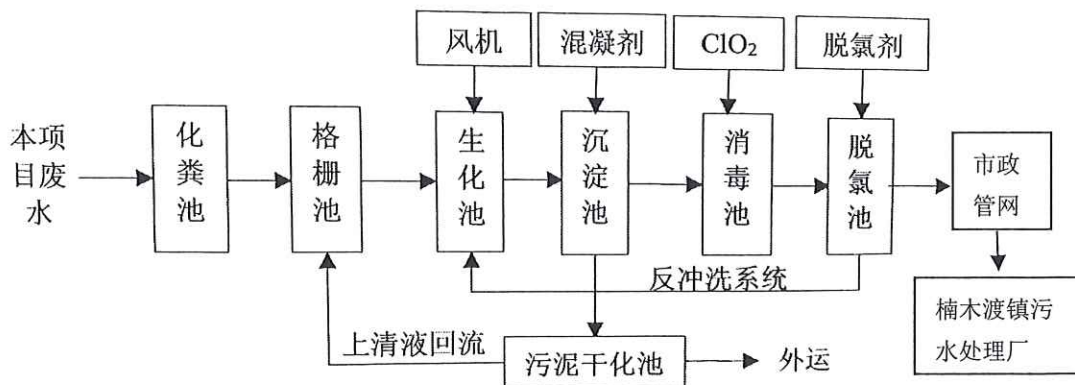 风机
混凝剂
ClO₂
脱氯剂
本项
目废
水
化
粪
池
格
栅
池
生
化
池
沉
淀
池
消
毒
池
脱
氯
池
市政
管网
反冲洗系统
楠木渡镇污
水处理厂
上清液回流
污泥干化池
外运